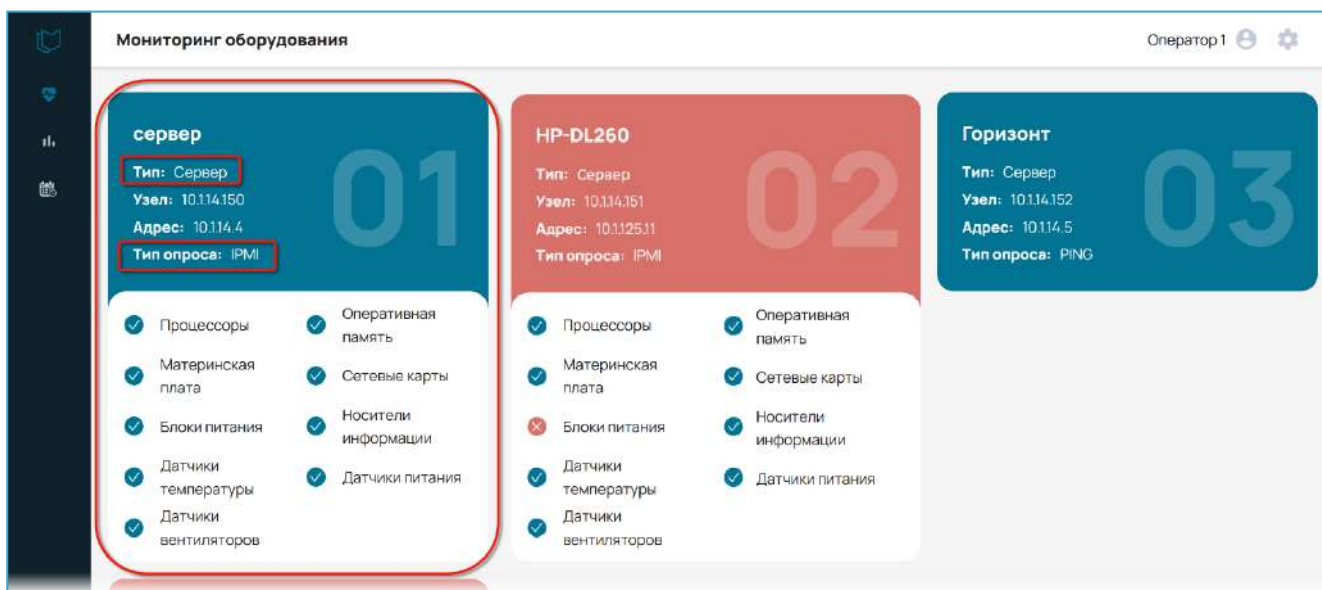 Мониторинг оборудования
Оператор 1
сервер
Тип: Сервер
Узел: 10.1.14.150
Адрес: 10.1.14.4
Тип опроса: IPMI
01
Процессоры
Оперативная
память
Материнская
плата
Сетевые карты
Блоки питания
Носители
информации
Датчики
температуры
Датчики питания
Датчики
вентиляторов
HP-DL260
Тип: Сервер
Узел: 10.1.14.151
Адрес: 10.1.125.11
Тип опроса: IPMI
02
Процессоры
Оперативная
память
Материнская
плата
Сетевые карты
Блоки питания
Носители
информации
Датчики
температуры
Датчики питания
Датчики
вентиляторов
Горизонт
Тип: Сервер
Узел: 10.1.14.152
Адрес: 10.1.14.5
Тип опроса: PING
03